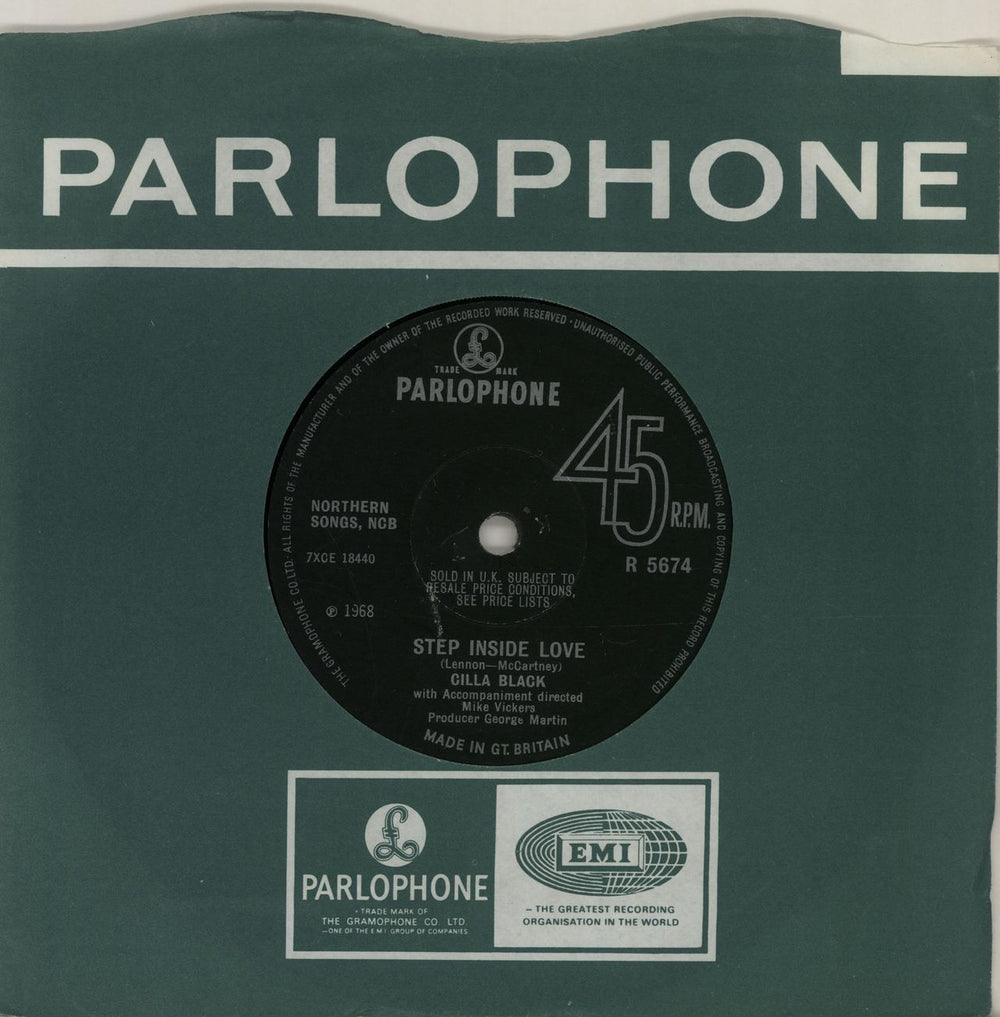 PARLOPHONE
THE GRAMOPHONE CO LTD · ALL RIGHTS OF THE MANUFACTURER AND OF THE OWNER OF THE RECORDED WORK RESERVED · UNAUTHORISED PUBLIC PERFORMANCE BROADCASTING AND COPYING OF THIS RECORD PROHIBITED
£
TRADE MARK
PARLOPHONE
45
R.P.M.
NORTHERN
SONGS, NCB
7XCE 18440
R 5674
SOLD IN U.K. SUBJECT TO
RESALE PRICE CONDITIONS,
SEE PRICE LISTS
℗ 1968
STEP INSIDE LOVE
(Lennon—McCartney)
CILLA BLACK
with Accompaniment directed
Mike Vickers
Producer George Martin
MADE IN GT. BRITAIN
£
PARLOPHONE
· TRADE MARK OF
THE GRAMOPHONE CO LTD.
—ONE OF THE E M I GROUP OF COMPANIES
EMI
– THE GREATEST RECORDING
ORGANISATION IN THE WORLD